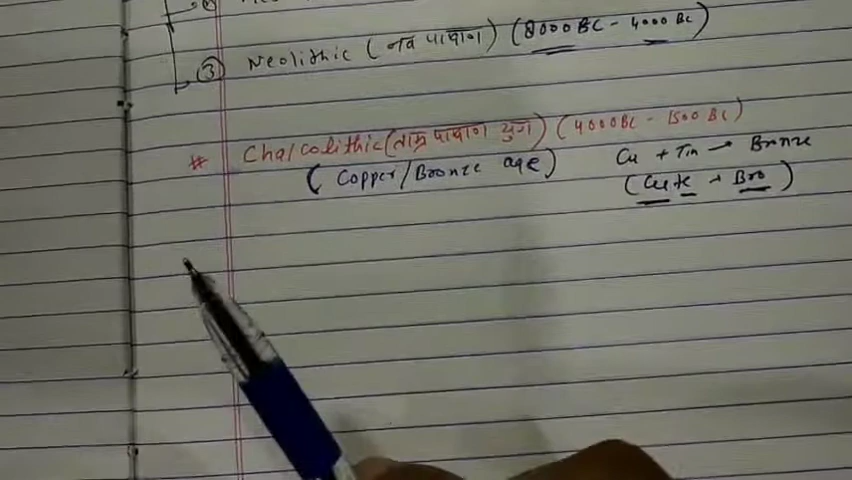 ③ Neolithic (नव पाषाण) (8000BC - 4000 BC)
# Chalcolithic (ताम्र पाषाण युग) (4000BC - 1500 BC)
(Copper/Bronze age) Cu + Tin → Bronze
(Cute → Bro)